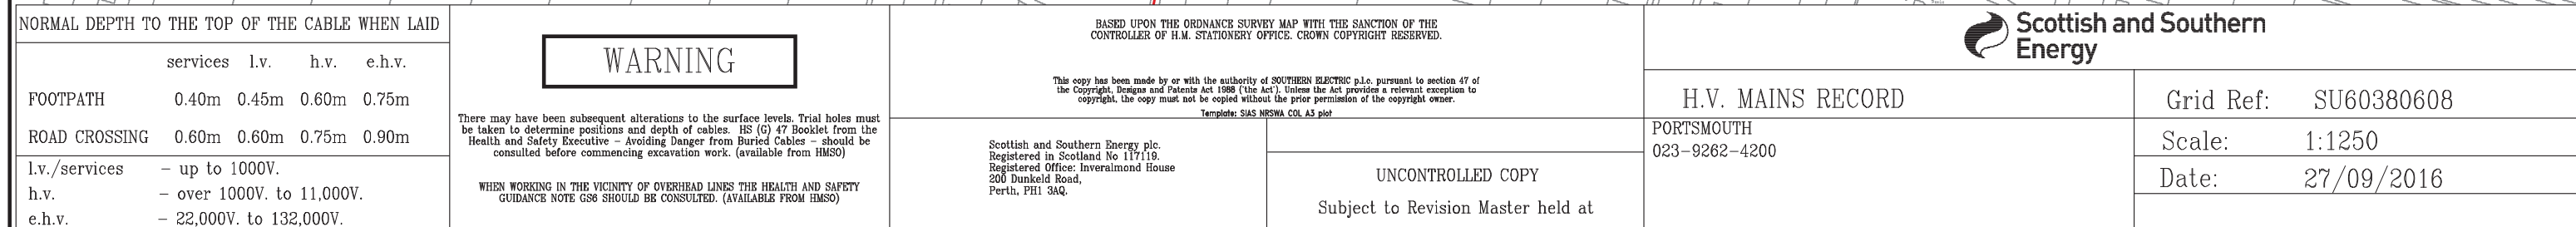 NORMAL DEPTH TO THE TOP OF THE CABLE WHEN LAID
services l.v. h.v. e.h.v.
FOOTPATH 0.40m 0.45m 0.60m 0.75m
ROAD CROSSING 0.60m 0.60m 0.75m 0.90m
l.v./services – up to 1000V.
h.v. – over 1000V. to 11,000V.
e.h.v. – 22,000V. to 132,000V.
WARNING
There may have been subsequent alterations to the surface levels. Trial holes must
be taken to determine positions and depth of cables. HS (G) 47 Booklet from the
Health and Safety Executive – Avoiding Danger from Buried Cables – should be
consulted before commencing excavation work. (available from HMSO)
WHEN WORKING IN THE VICINITY OF OVERHEAD LINES THE HEALTH AND SAFETY
GUIDANCE NOTE GS6 SHOULD BE CONSULTED. (AVAILABLE FROM HMSO)
BASED UPON THE ORDNANCE SURVEY MAP WITH THE SANCTION OF THE
CONTROLLER OF H.M. STATIONERY OFFICE. CROWN COPYRIGHT RESERVED.
This copy has been made by or with the authority of SOUTHERN ELECTRIC p.l.c. pursuant to section 47 of
the Copyright, Designs and Patents Act 1988 ('the Act'). Unless the Act provides a relevant exception to
copyright, the copy must not be copied without the prior permission of the copyright owner.
Template: SIAS NRSWA COL A3 plot
Scottish and Southern Energy plc.
Registered in Scotland No 117119.
Registered Office: Inveralmond House
200 Dunkeld Road,
Perth, PH1 3AQ.
UNCONTROLLED COPY
Subject to Revision Master held at
Scottish and Southern
Energy
H.V. MAINS RECORD
PORTSMOUTH
023-9262-4200
Grid Ref: SU60380608
Scale: 1:1250
Date: 27/09/2016